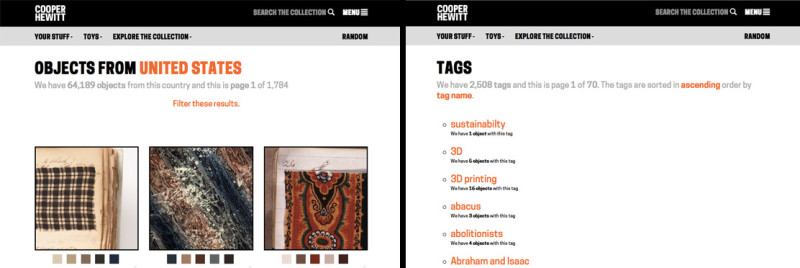 COOPER
HEWITT
SEARCH THE COLLECTION
MENU
YOUR STUFF
TOYS
EXPLORE THE COLLECTION
RANDOM
OBJECTS FROM UNITED STATES
We have 64,189 objects from this country and this is page 1 of 1,784
Filter these results.
COOPER
HEWITT
SEARCH THE COLLECTION
MENU
YOUR STUFF
TOYS
EXPLORE THE COLLECTION
RANDOM
TAGS
We have 2,508 tags and this is page 1 of 70. The tags are sorted in ascending order by
tag name.
sustainabilty
We have 1 object with this tag
3D
We have 6 objects with this tag
3D printing
We have 16 objects with this tag
abacus
We have 3 objects with this tag
abolitionists
We have 4 objects with this tag
Abraham and Isaac